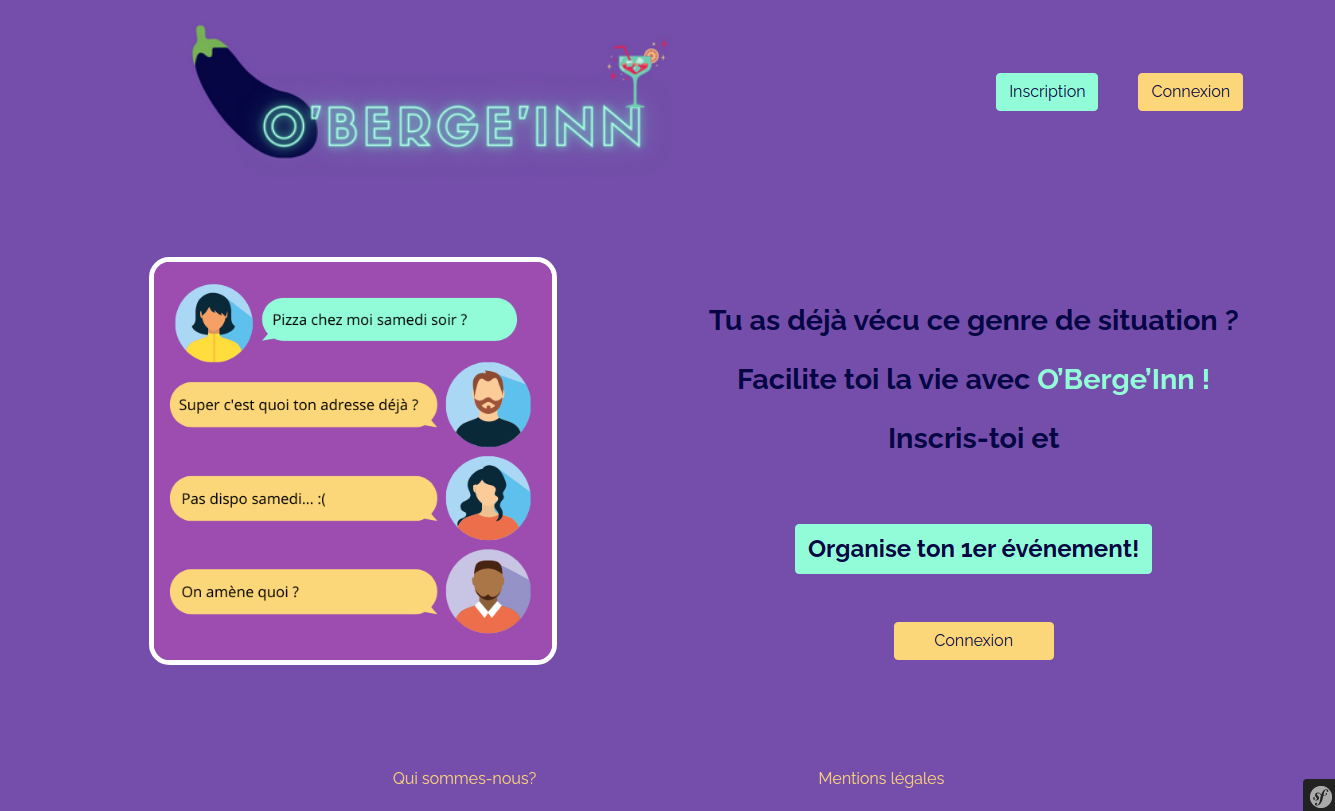 O'BERGE'INN
Inscription
Connexion
Pizza chez moi samedi soir ?
Super c'est quoi ton adresse déjà ?
Pas dispo samedi... :(
On amène quoi ?
Tu as déjà vécu ce genre de situation ?
Facilite toi la vie avec O’Berge’Inn !
Inscris-toi et
Organise ton 1er événement!
Connexion
Qui sommes-nous?
Mentions légales
sf